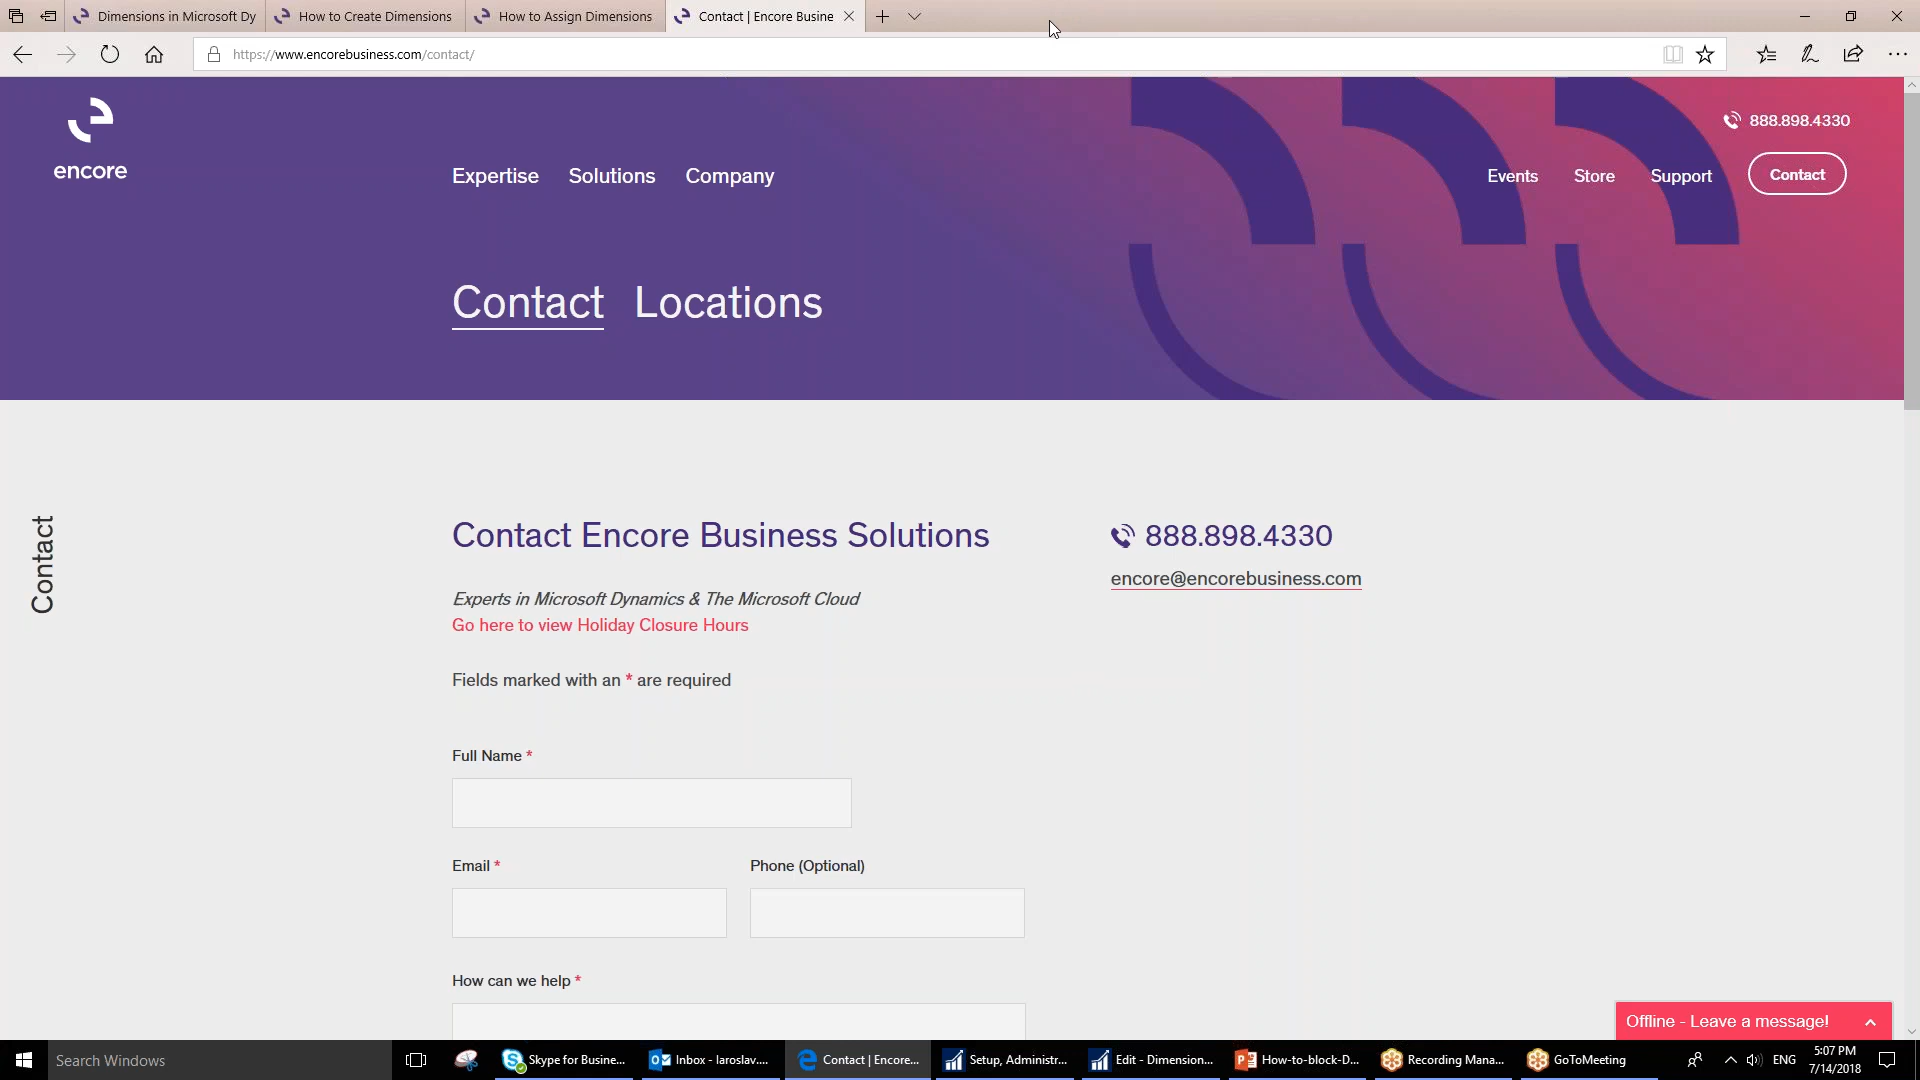 Dimensions in Microsoft Dy
How to Create Dimensions
How to Assign Dimensions
Contact | Encore Busine
https://www.encorebusiness.com/contact/
encore
888.898.4330
Expertise
Solutions
Company
Events
Store
Support
Contact
Contact
Locations
Contact
Contact Encore Business Solutions
888.898.4330
encore@encorebusiness.com
Experts in Microsoft Dynamics & The Microsoft Cloud
Go here to view Holiday Closure Hours
Fields marked with an * are required
Full Name *
Email *
Phone (Optional)
How can we help *
Offline - Leave a message!
Search Windows
Skype for Busine...
Inbox - Iaroslav....
Contact | Encore...
Setup, Administr...
Edit - Dimension...
How-to-block-D...
Recording Mana...
GoToMeeting
ENG
5:07 PM
7/14/2018